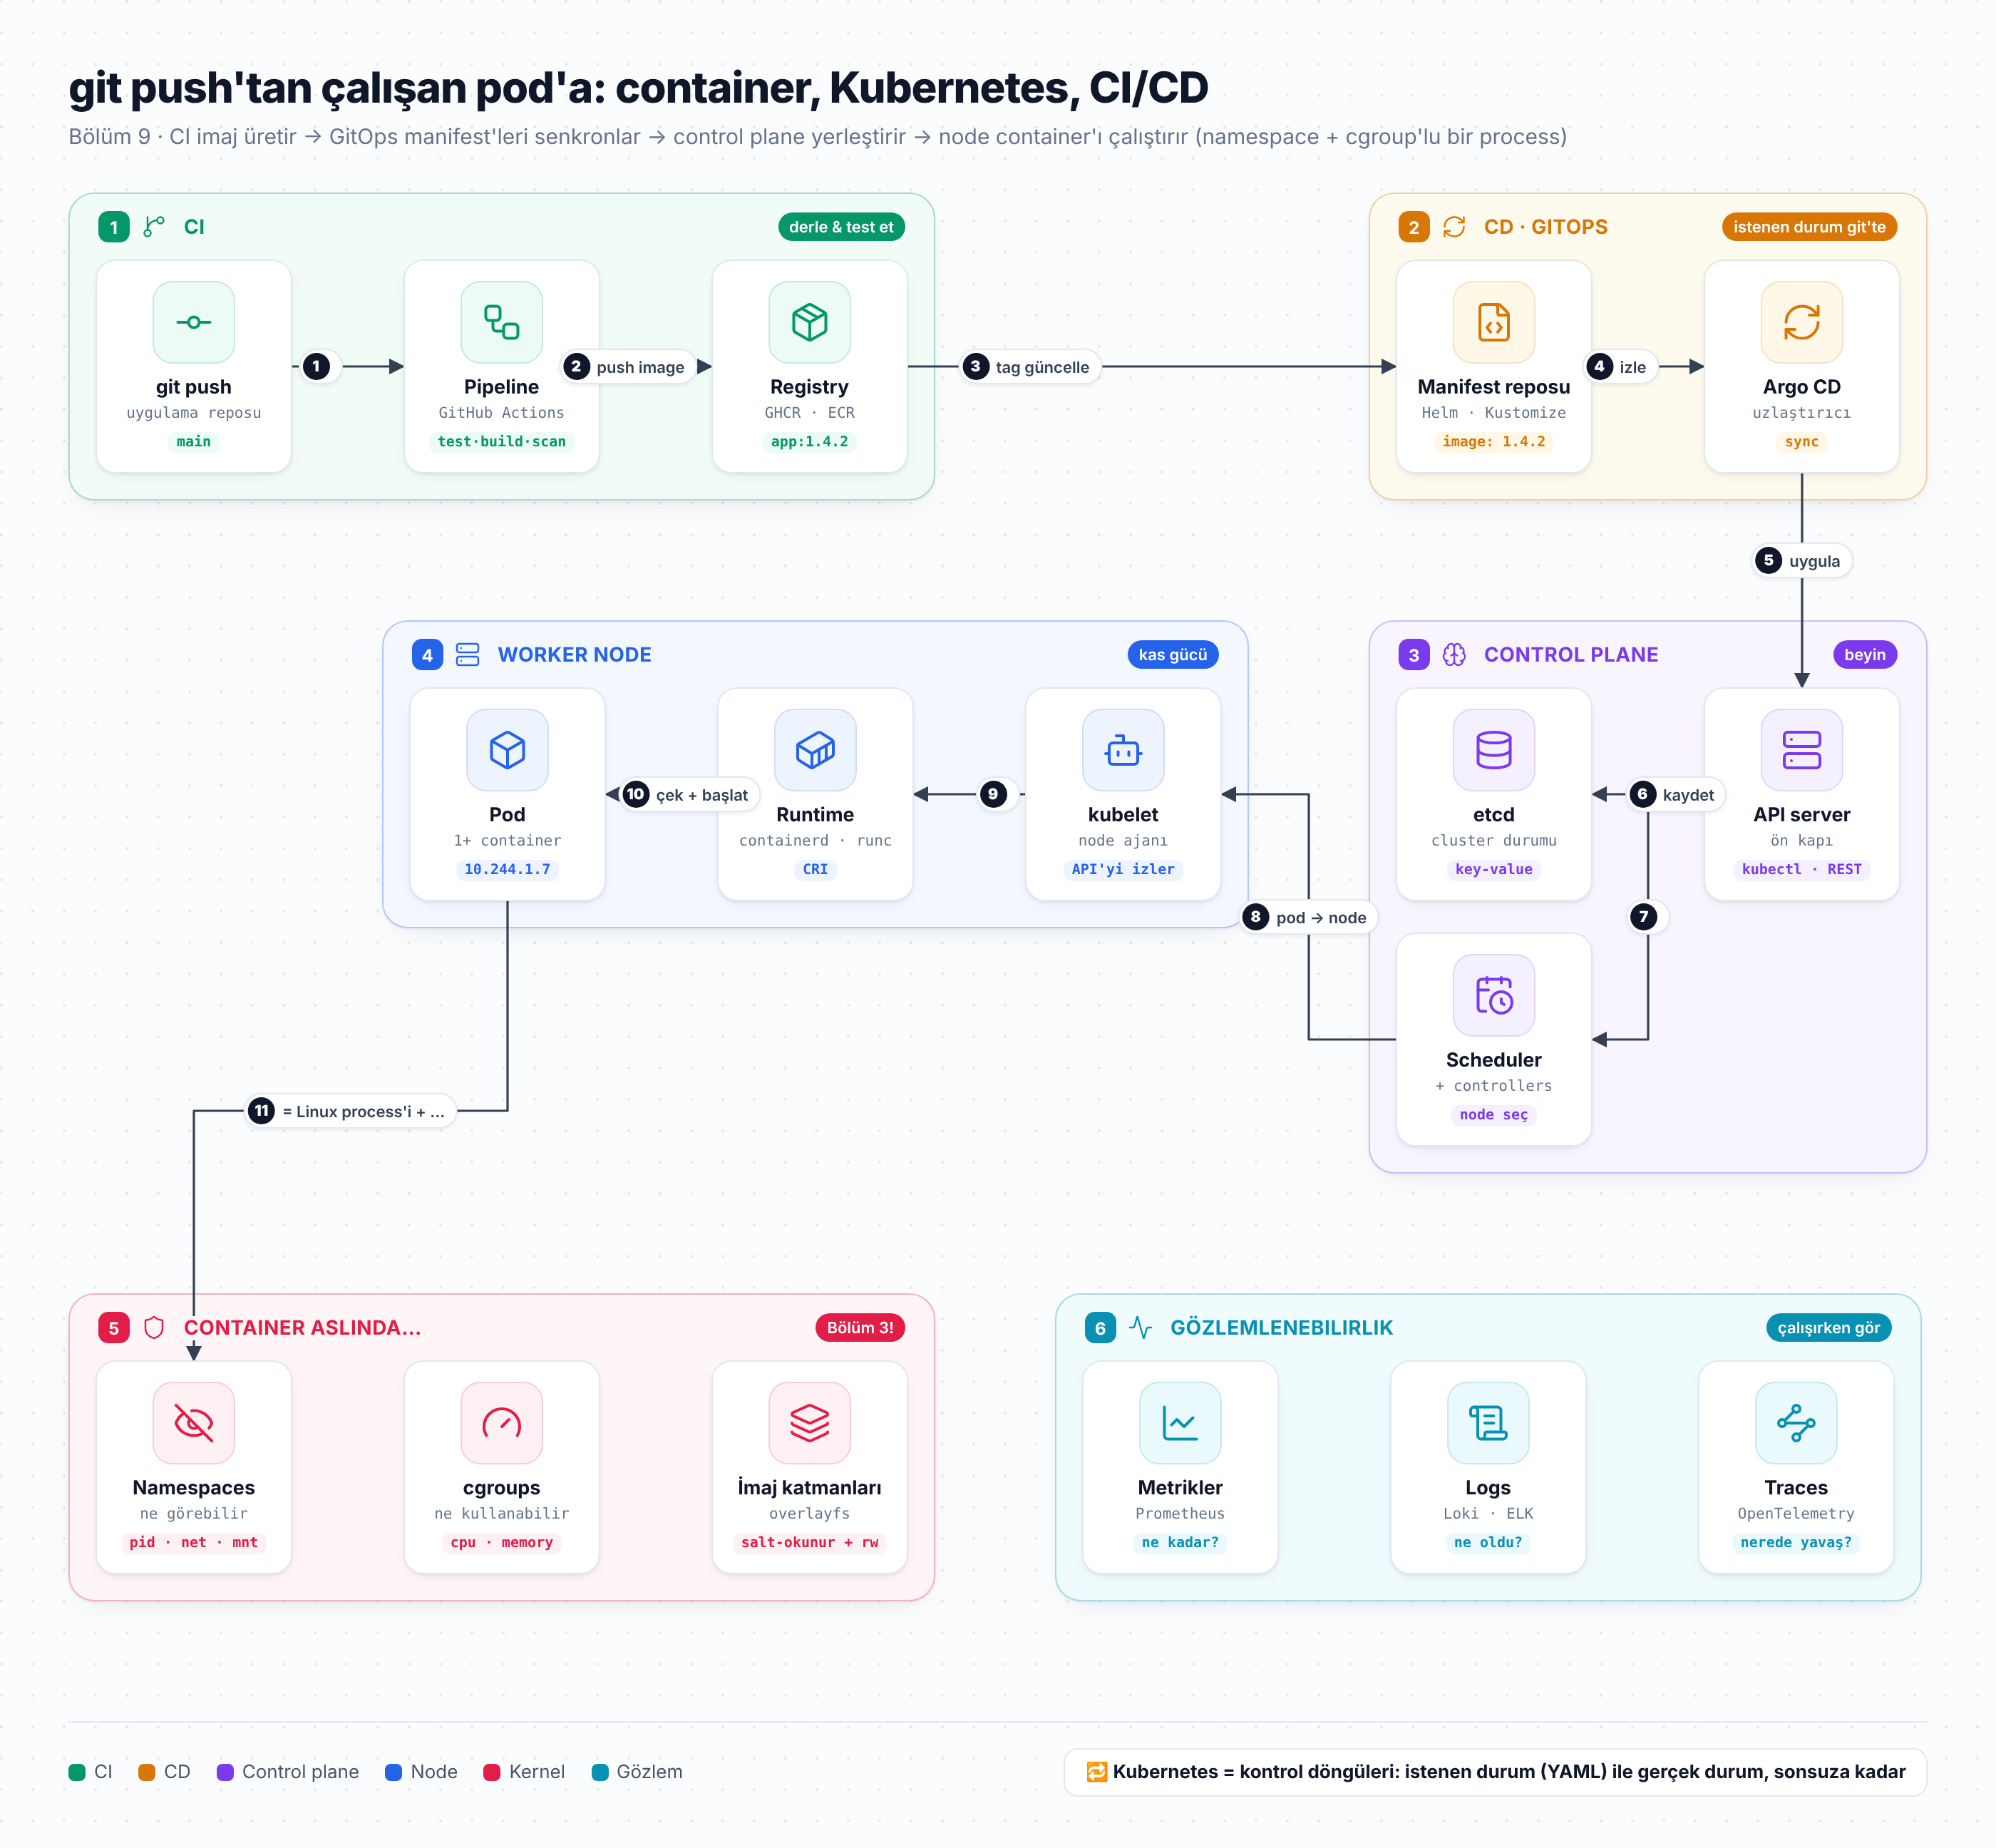 git push'tan çalışan pod'a: container, Kubernetes, CI/CD
Bölüm 9 · CI imaj üretir → GitOps manifest'leri senkronlar → control plane yerleştirir → node container'ı çalıştırır (namespace + cgroup'lu bir process)
1 CI derle & test et
git push
uygulama reposu
main
1
Pipeline
GitHub Actions
test·build·scan
2 push image
Registry
GHCR · ECR
app:1.4.2
3 tag güncelle
2 CD · GITOPS istenen durum git'te
Manifest reposu
Helm · Kustomize
image: 1.4.2
4 izle
Argo CD
uzlaştırıcı
sync
5 uygula
4 WORKER NODE kas gücü
Pod
1+ container
10.244.1.7
10 çek + başlat
Runtime
containerd · runc
CRI
9
kubelet
node ajanı
API'yi izler
8 pod → node
3 CONTROL PLANE beyin
etcd
cluster durumu
key-value
6 kaydet
API server
ön kapı
kubectl · REST
7
Scheduler
+ controllers
node seç
11 = Linux process'i + ...
5 CONTAINER ASLINDA... Bölüm 3!
Namespaces
ne görebilir
pid · net · mnt
cgroups
ne kullanabilir
cpu · memory
İmaj katmanları
overlayfs
salt-okunur + rw
6 GÖZLEMLENEBILIRLIK çalışırken gör
Metrikler
Prometheus
ne kadar?
Logs
Loki · ELK
ne oldu?
Traces
OpenTelemetry
nerede yavaş?
CI CD Control plane Node Kernel Gözlem
🔁 Kubernetes = kontrol döngüleri: istenen durum (YAML) ile gerçek durum, sonsuza kadar